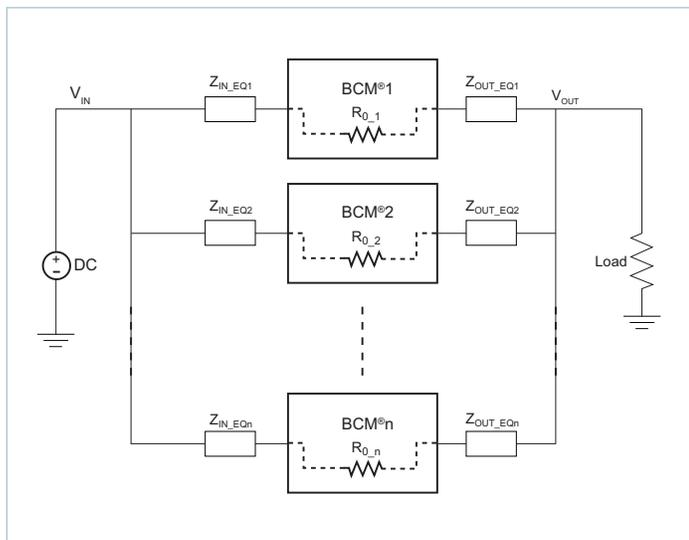 V_IN
Z_IN_EQ1
BCM®1
R_0_1
Z_OUT_EQ1
V_OUT
Z_IN_EQ2
BCM®2
R_0_2
Z_OUT_EQ2
+
–
DC
Load
Z_IN_EQn
BCM®n
R_0_n
Z_OUT_EQn